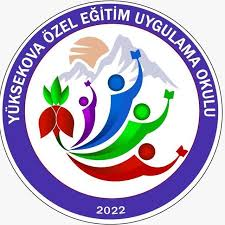 YÜKSEKOVA ÖZEL EĞİTİM UYGULAMA OKULU
2022